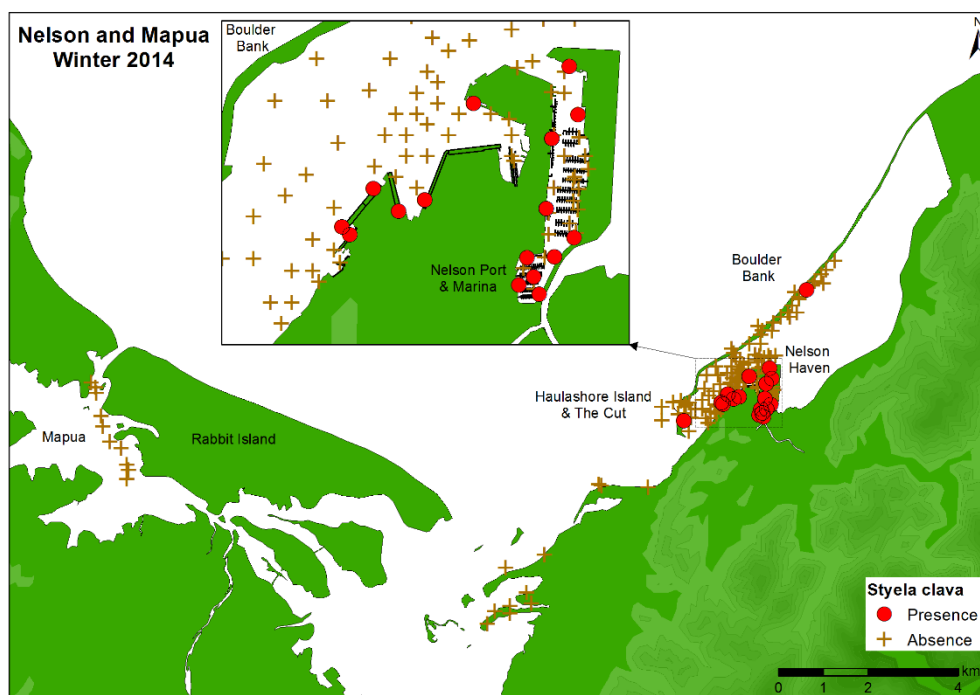 Nelson and Mapua
Winter 2014
Boulder
Bank
N
Nelson Port
& Marina
Boulder
Bank
Nelson
Haven
Haulashore Island
& The Cut
Mapua
Rabbit Island
Styela clava
Presence
Absence
0 1 2 4
km